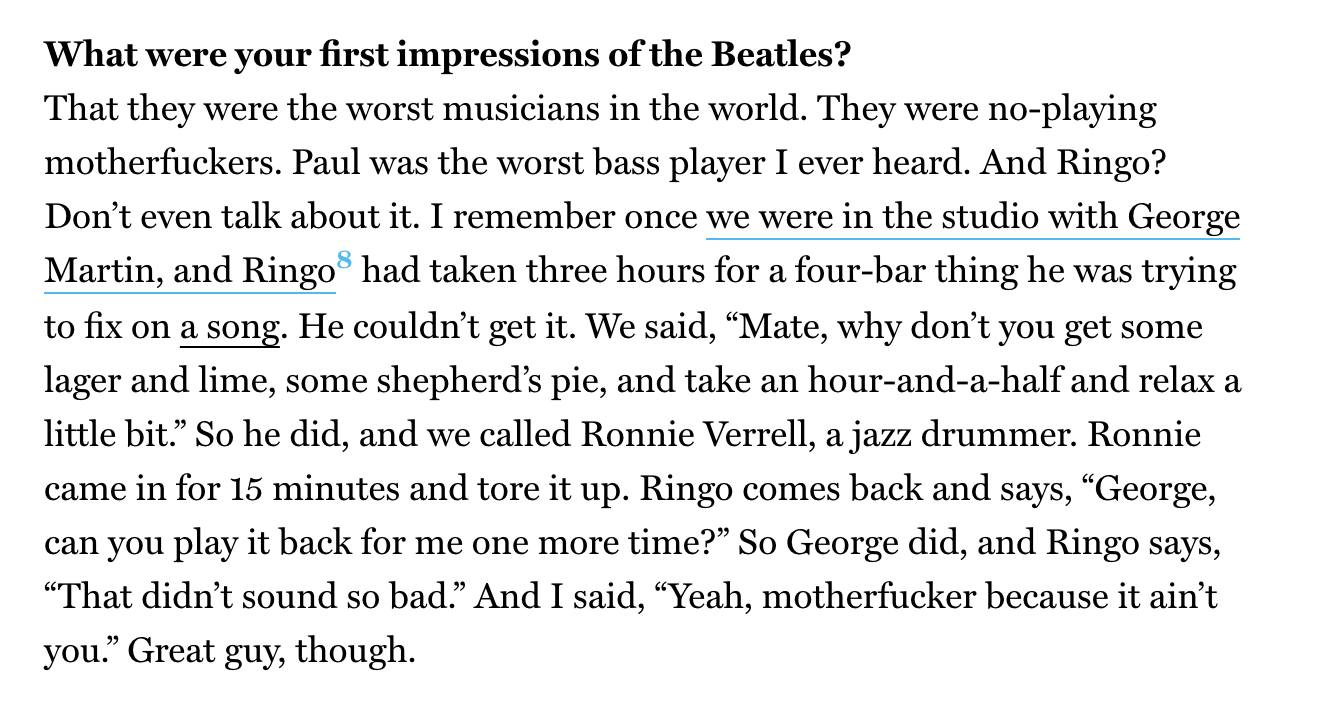 What were your first impressions of the Beatles?
That they were the worst musicians in the world. They were no-playing
motherfuckers. Paul was the worst bass player I ever heard. And Ringo?
Don’t even talk about it. I remember once we were in the studio with George
Martin, and Ringo8 had taken three hours for a four-bar thing he was trying
to fix on a song. He couldn’t get it. We said, “Mate, why don’t you get some
lager and lime, some shepherd’s pie, and take an hour-and-a-half and relax a
little bit.” So he did, and we called Ronnie Verrell, a jazz drummer. Ronnie
came in for 15 minutes and tore it up. Ringo comes back and says, “George,
can you play it back for me one more time?” So George did, and Ringo says,
“That didn’t sound so bad.” And I said, “Yeah, motherfucker because it ain’t
you.” Great guy, though.